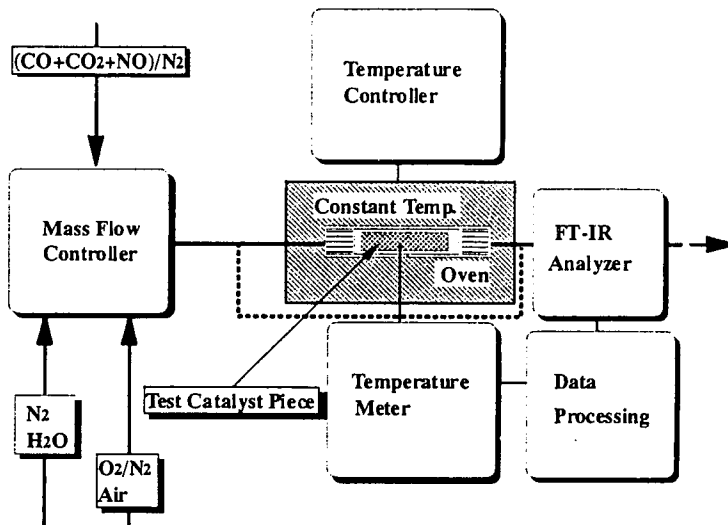 (CO+CO2+NO)/N2
Temperature
Controller
Mass Flow
Controller
Constant Temp.
Oven
FT-IR
Analyzer
Test Catalyst Piece
Temperature
Meter
Data
Processing
N2
H2O
O2/N2
Air